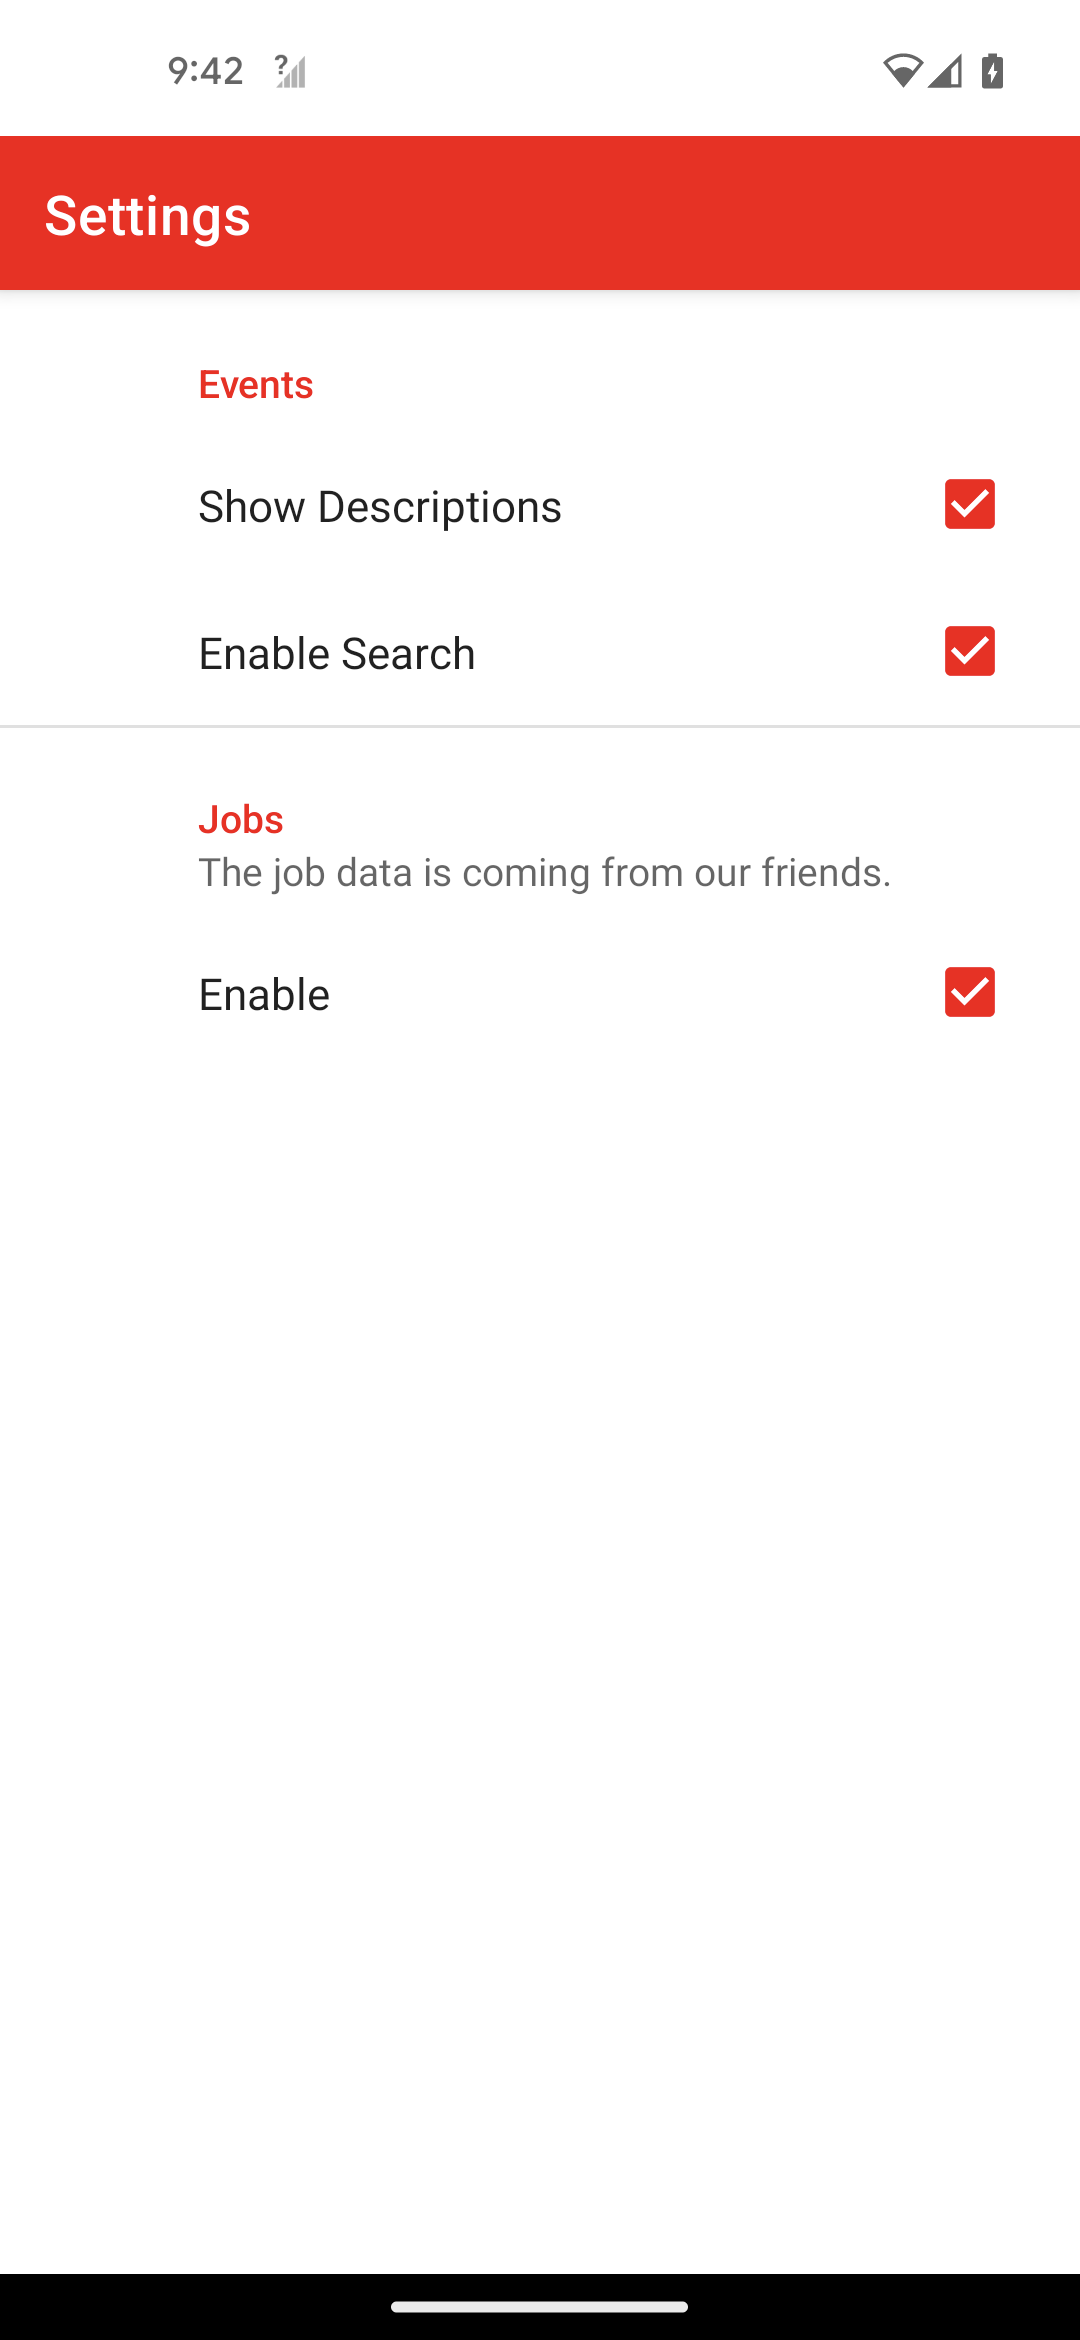 9:42
Settings
Events
Show Descriptions
Enable Search
Jobs
The job data is coming from our friends.
Enable